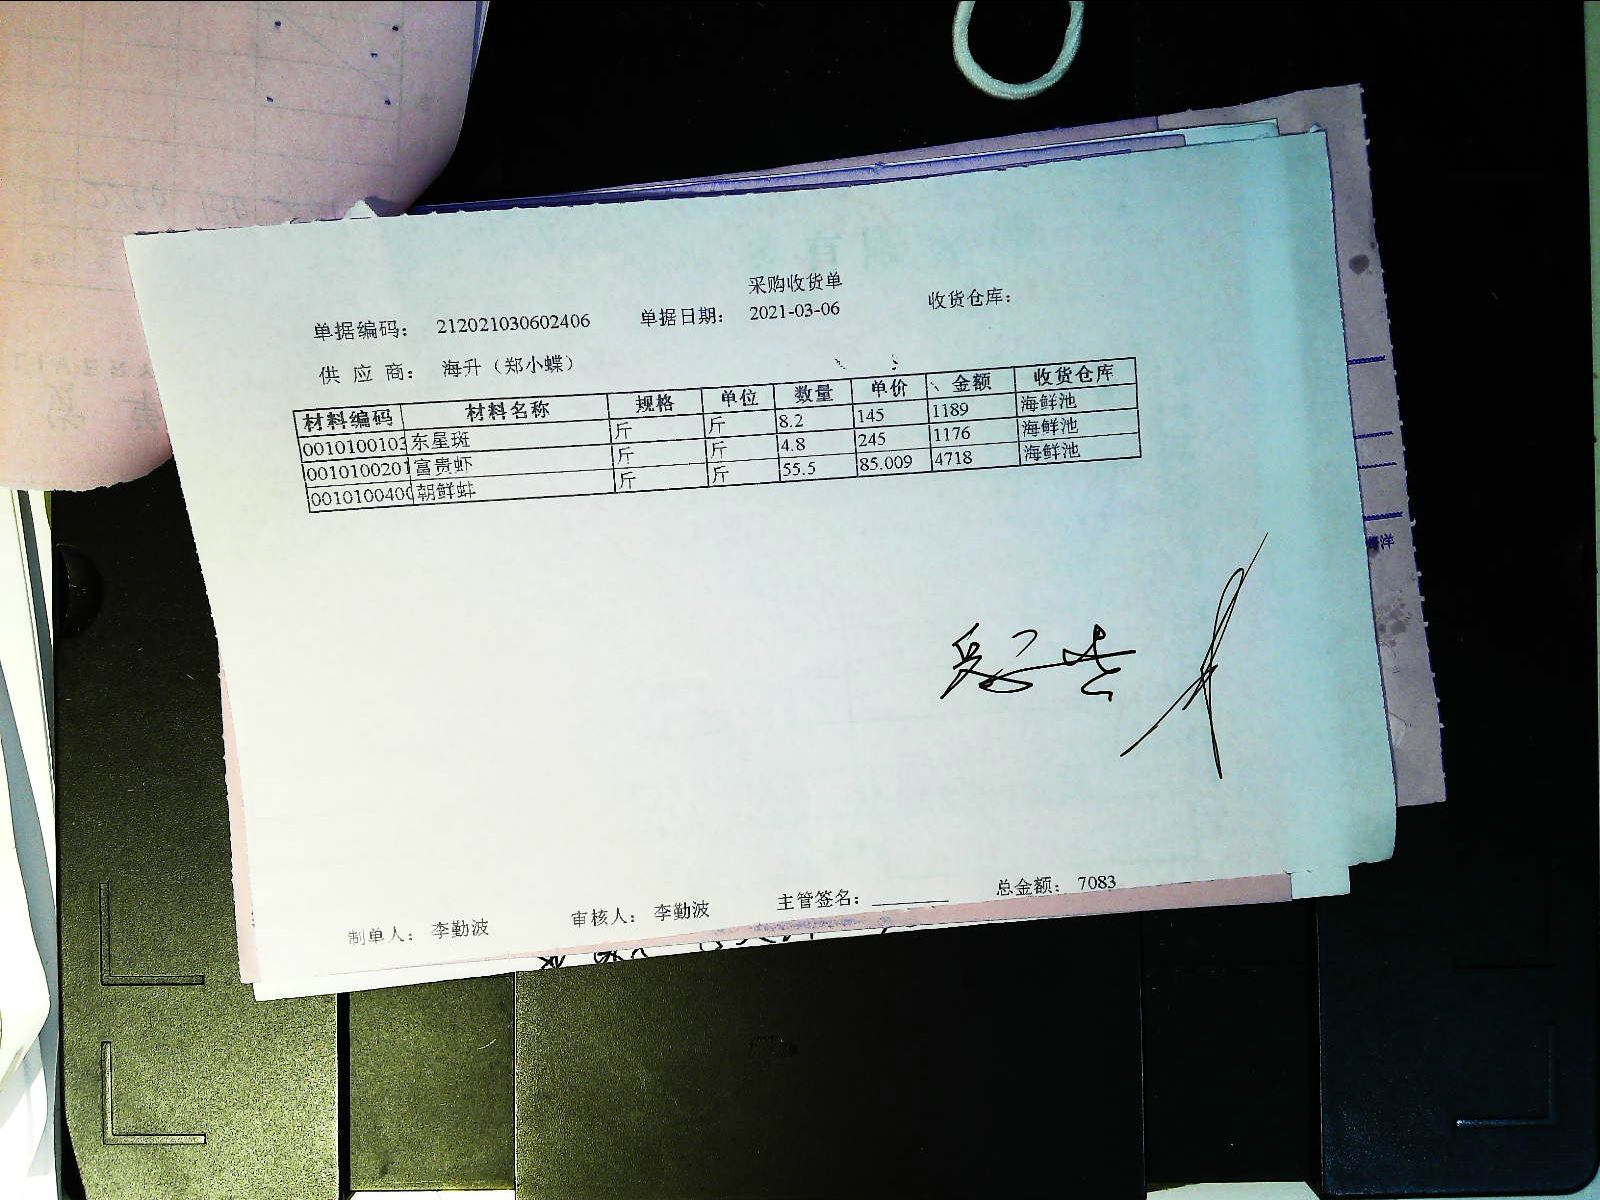 采购收货单
单据编码： 212021030602406 单据日期： 2021-03-06 收货仓库：
供 应 商： 海升（郑小蝶）
材料编码 材料名称 规格 单位 数量 单价 金额 收货仓库
0010100103 东星斑 斤 斤 8.2 145 1189 海鲜池
0010100201 富贵虾 斤 斤 4.8 245 1176 海鲜池
001010040 朝鲜蚌 斤 斤 55.5 85.009 4718 海鲜池
制单人： 李勤波 审核人： 李勤波 主管签名： 总金额： 7083